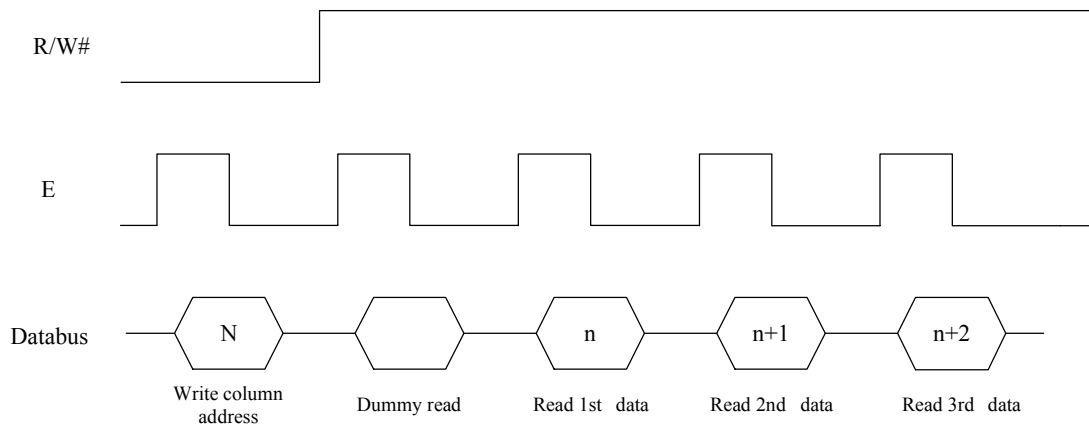 R/W#
E
Databus
N
n
n+1
n+2
Write column
address
Dummy read
Read 1st data
Read 2nd data
Read 3rd data